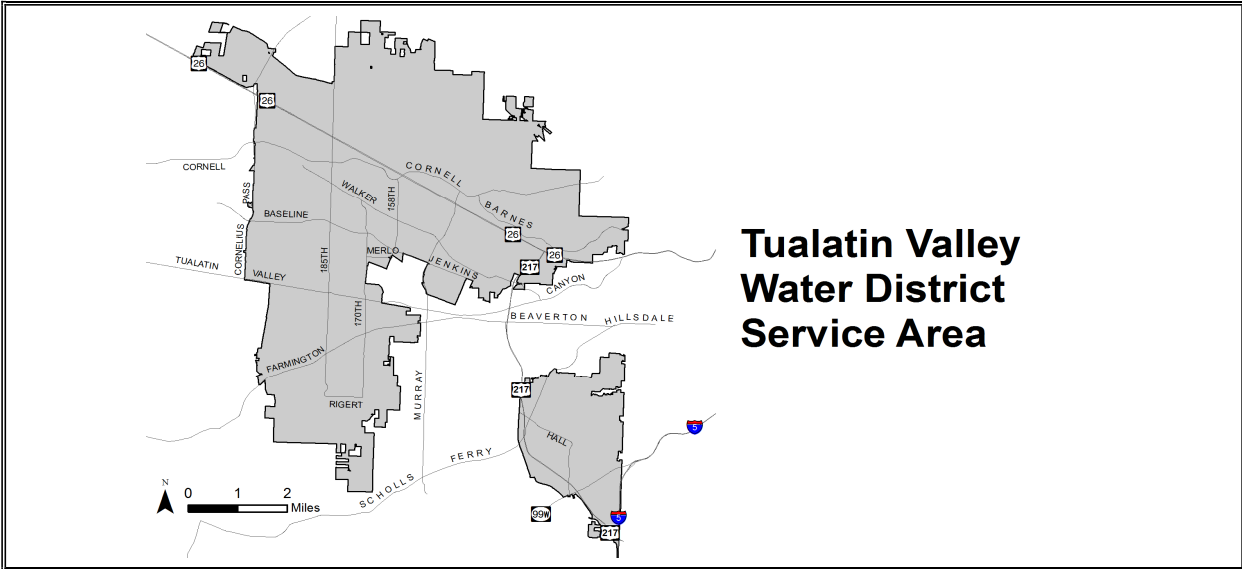 26
26
CORNELL
CORNELL
PASS
WALKER
158TH
BARNES
BASELINE
26
CORNELIUS
185TH
MERLO
26
JENKINS
217
TUALATIN
VALLEY
CANYON
170TH
BEAVERTON HILLSDALE
FARMINGTON
217
MURRAY
RIGERT
5
HALL
FERRY
SCHOLLS
N
0 1 2
Miles
99W
5
217
Tualatin Valley
Water District
Service Area